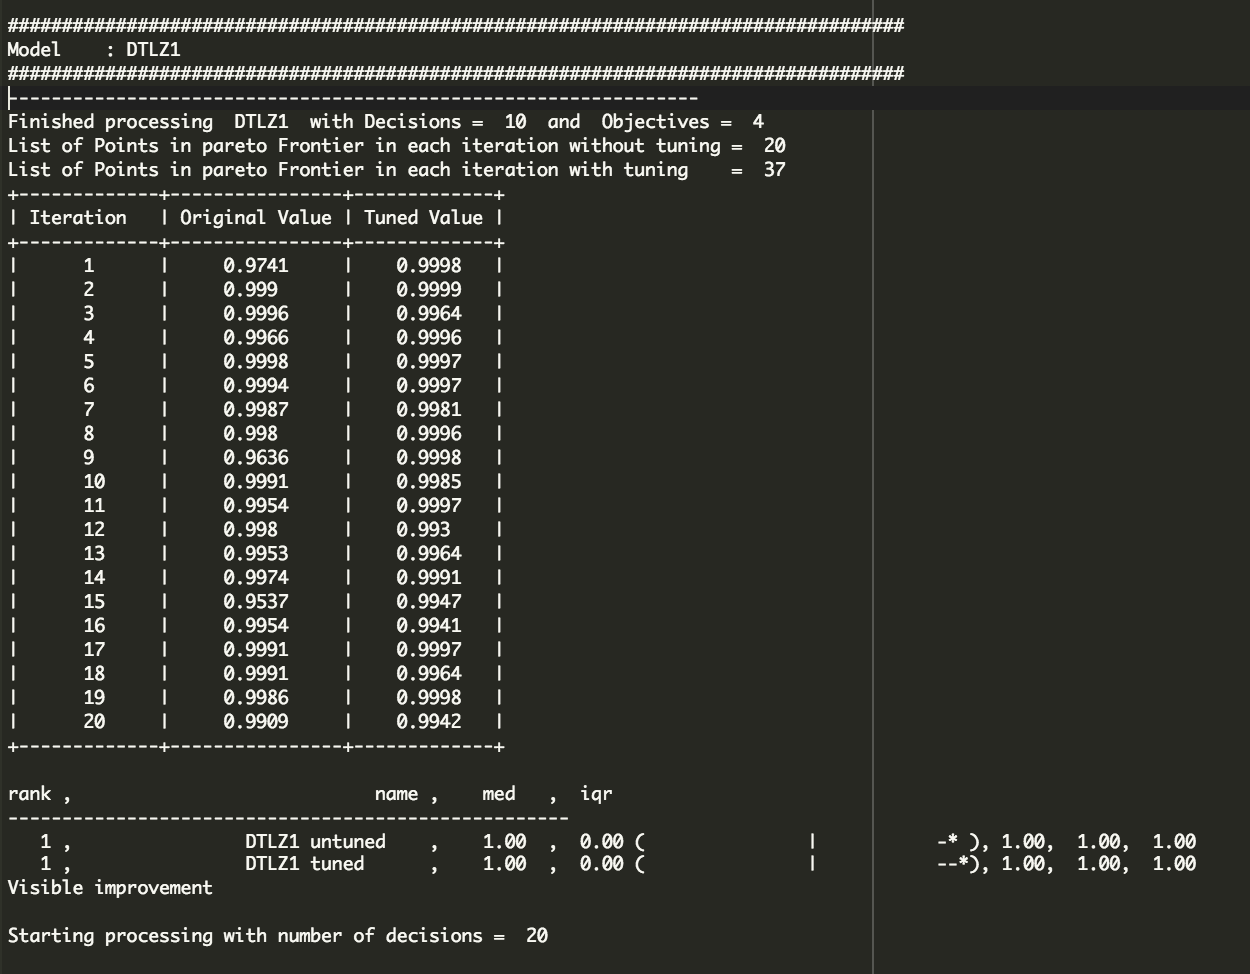 ###################################################################################
Model    : DTLZ1
###################################################################################
----------------------------------------------------------------
Finished processing  DTLZ1  with Decisions =  10  and  Objectives =  4
List of Points in pareto Frontier in each iteration without tuning =  20
List of Points in pareto Frontier in each iteration with tuning    =  37
+-------------+----------------+-------------+
| Iteration   | Original Value | Tuned Value |
+-------------+----------------+-------------+
|      1      |     0.9741     |    0.9998   |
|      2      |     0.999      |    0.9999   |
|      3      |     0.9996     |    0.9964   |
|      4      |     0.9966     |    0.9996   |
|      5      |     0.9998     |    0.9997   |
|      6      |     0.9994     |    0.9997   |
|      7      |     0.9987     |    0.9981   |
|      8      |     0.998      |    0.9996   |
|      9      |     0.9636     |    0.9998   |
|      10     |     0.9991     |    0.9985   |
|      11     |     0.9954     |    0.9997   |
|      12     |     0.998      |    0.993    |
|      13     |     0.9953     |    0.9964   |
|      14     |     0.9974     |    0.9991   |
|      15     |     0.9537     |    0.9947   |
|      16     |     0.9954     |    0.9941   |
|      17     |     0.9991     |    0.9997   |
|      18     |     0.9991     |    0.9964   |
|      19     |     0.9986     |    0.9998   |
|      20     |     0.9909     |    0.9942   |
+-------------+----------------+-------------+
rank ,                            name ,    med   ,  iqr
----------------------------------------------------
   1 ,                DTLZ1 untuned    ,    1.00  ,  0.00 (               |           -* ), 1.00,  1.00,  1.00
   1 ,                DTLZ1 tuned      ,    1.00  ,  0.00 (               |           --*), 1.00,  1.00,  1.00
Visible improvement
Starting processing with number of decisions =  20